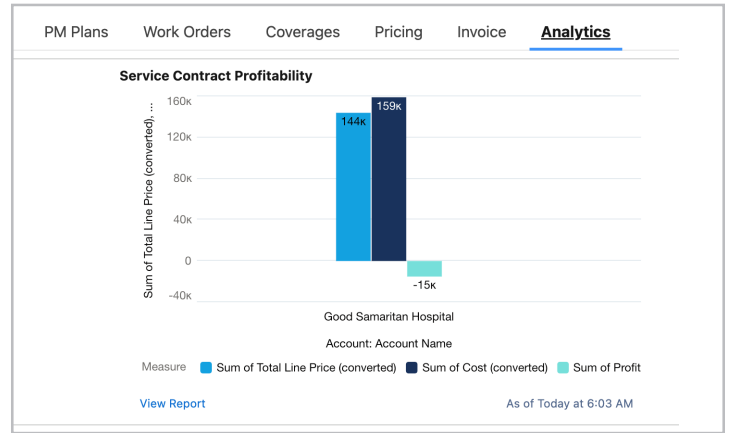 PM Plans Work Orders Coverages Pricing Invoice Analytics
Service Contract Profitability
Sum of Total Line Price (converted), ...
160K
120K
80K
40K
0
-40K
144K
159K
-15K
Good Samaritan Hospital
Account: Account Name
Measure Sum of Total Line Price (converted) Sum of Cost (converted) Sum of Profit
View Report As of Today at 6:03 AM